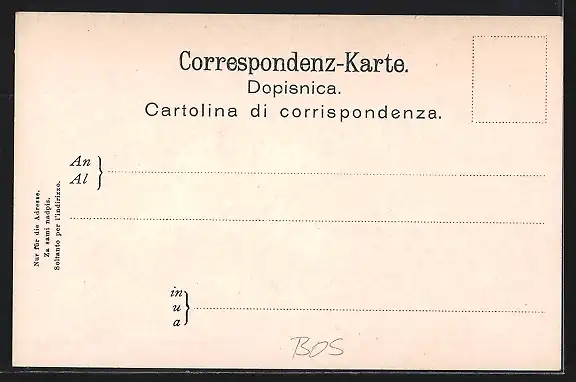 Correspondenz-Karte.
Dopisnica.
Cartolina di corrispondenza.
An
Al
Nur für die Adresse.
Za sami nadpis.
Soltanto per l'indirizzo.
in
u
a
BOS